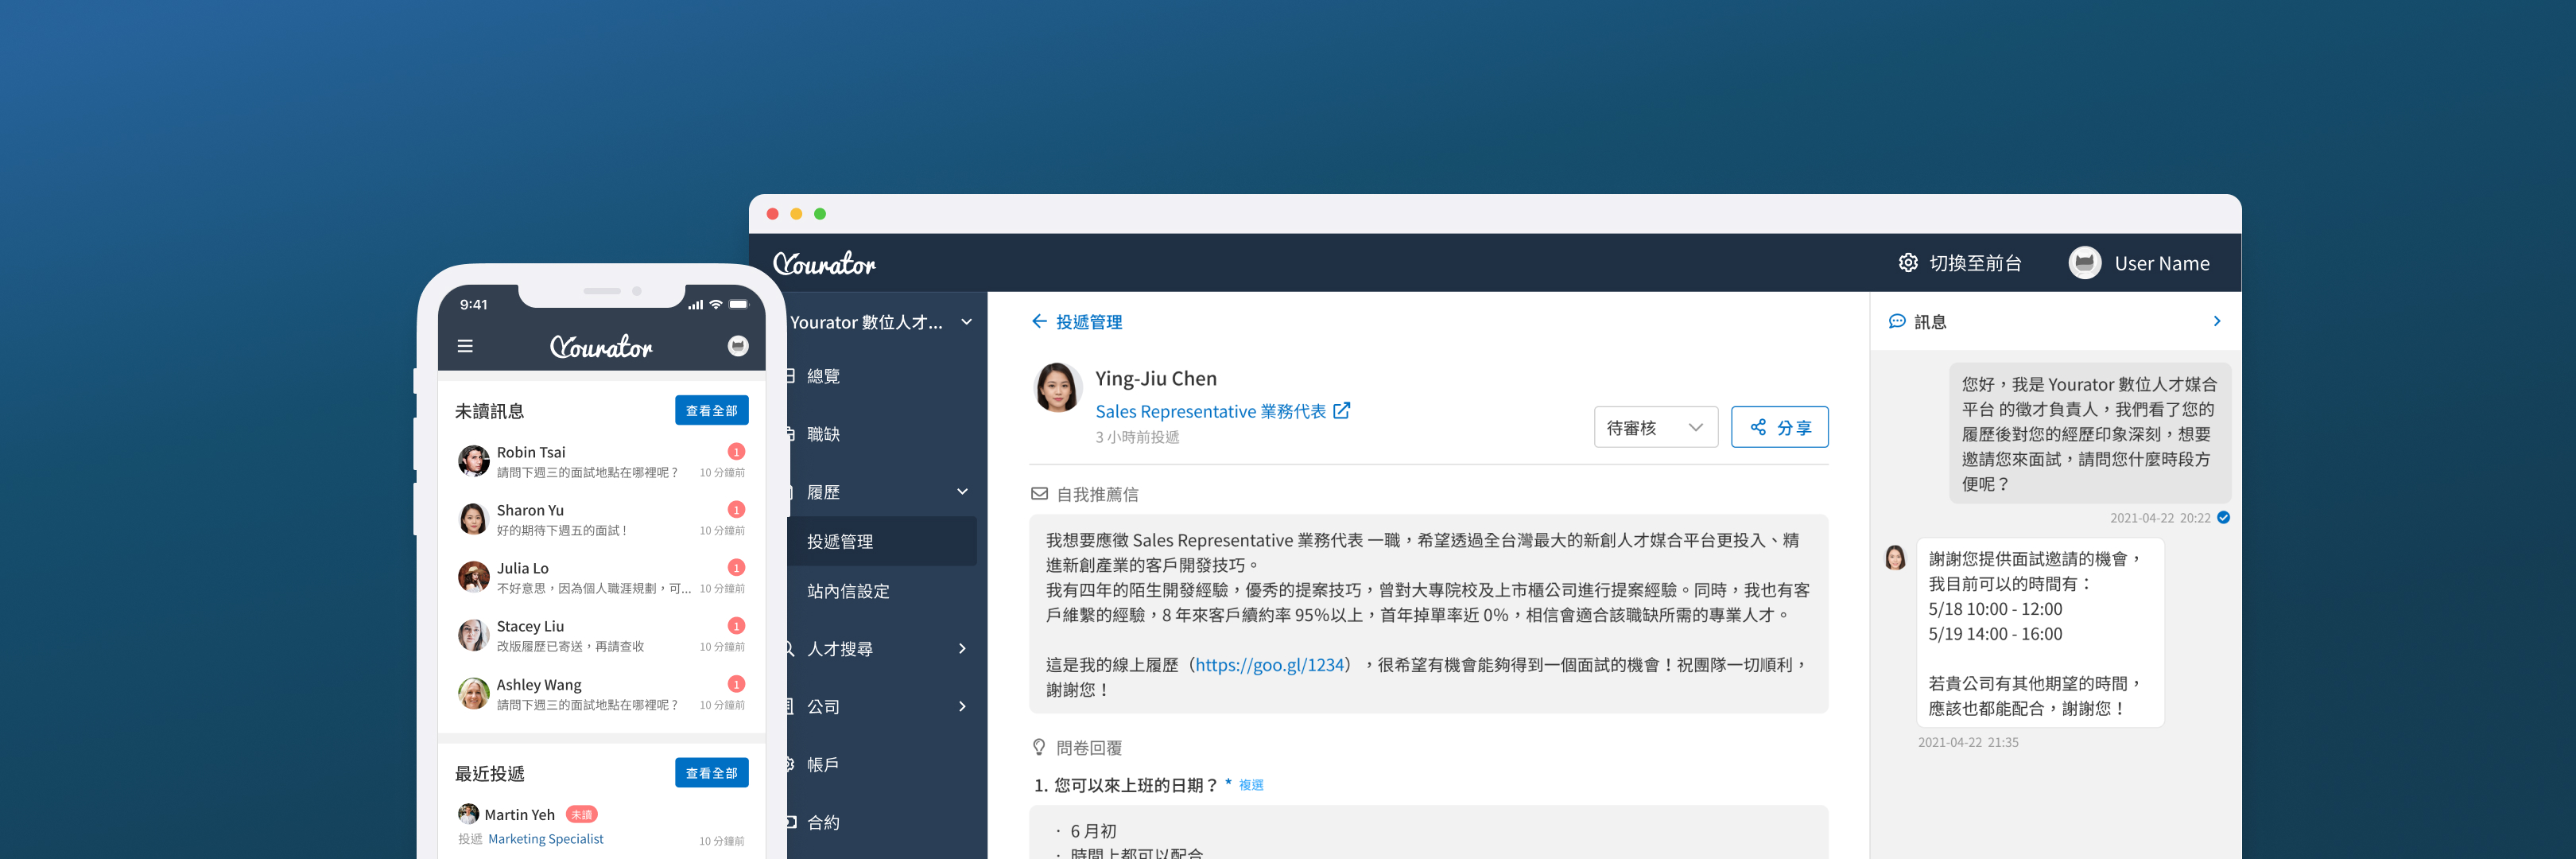 9:41
Yourator
未讀訊息
查看全部
Robin Tsai
1
請問下週三的面試地點在哪裡呢?
10 分鐘前
Sharon Yu
1
好的期待下週五的面試!
10 分鐘前
Julia Lo
1
不好意思,因為個人職涯規劃,可...
10 分鐘前
Stacey Liu
1
改版履歷已寄送,再請查收
10 分鐘前
Ashley Wang
1
請問下週三的面試地點在哪裡呢?
10 分鐘前
最近投遞
查看全部
Martin Yeh
未讀
投遞 Marketing Specialist
10 分鐘前
Yourator
切換至前台
User Name
Yourator 數位人才...
總覽
職缺
履歷
投遞管理
站內信設定
人才搜尋
公司
帳戶
合約
投遞管理
Ying-Jiu Chen
Sales Representative 業務代表
3 小時前投遞
待審核
分享
自我推薦信
我想要應徵 Sales Representative 業務代表 一職,希望透過全台灣最大的新創人才媒合平台更投入、精
進新創產業的客戶開發技巧。
我有四年的陌生開發經驗,優秀的提案技巧,曾對大專院校及上市櫃公司進行提案經驗。同時,我也有客
戶維繫的經驗,8 年來客戶續約率 95%以上,首年掉單率近 0%,相信會適合該職缺所需的專業人才。
這是我的線上履歷(https://goo.gl/1234),很希望有機會能夠得到一個面試的機會!祝團隊一切順利,
謝謝您!
問卷回覆
1. 您可以來上班的日期? * 複選
· 6 月初
· 時間上都可以配合
訊息
您好,我是 Yourator 數位人才媒合
平台 的徵才負責人,我們看了您的
履歷後對您的經歷印象深刻,想要
邀請您來面試,請問您什麼時段方
便呢?
2021-04-22 20:22
謝謝您提供面試邀請的機會,
我目前可以的時間有:
5/18 10:00 - 12:00
5/19 14:00 - 16:00
若貴公司有其他期望的時間,
應該也都能配合,謝謝您!
2021-04-22 21:35